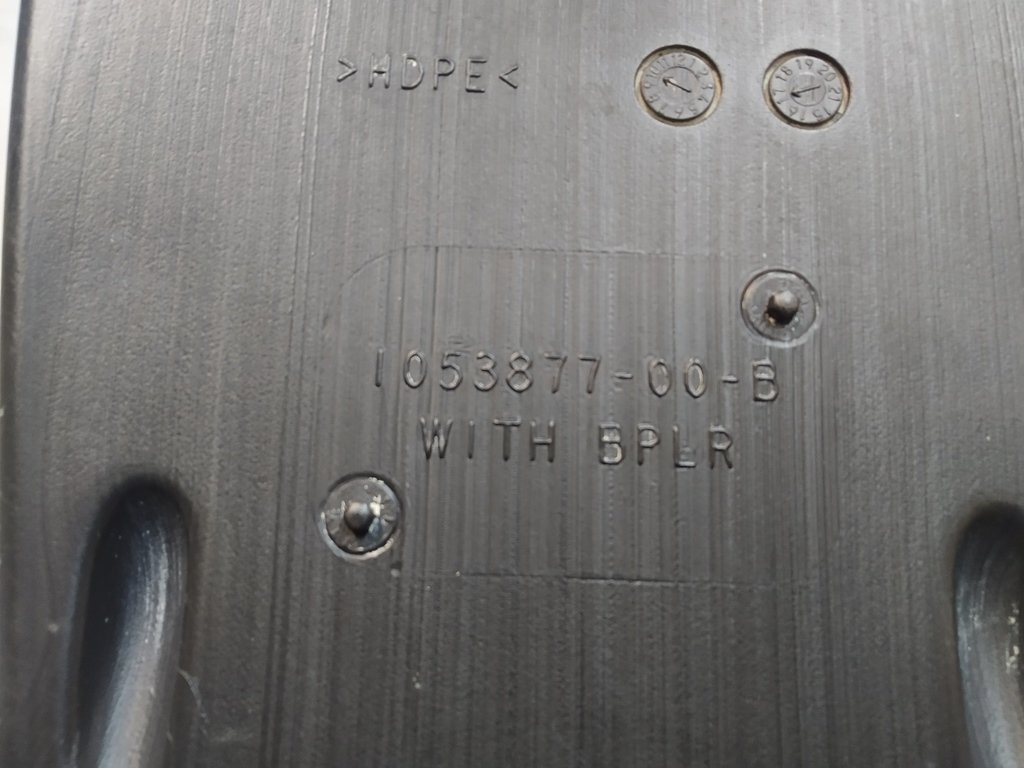 >HDPE<
1053877-00-B
WITH BPLR